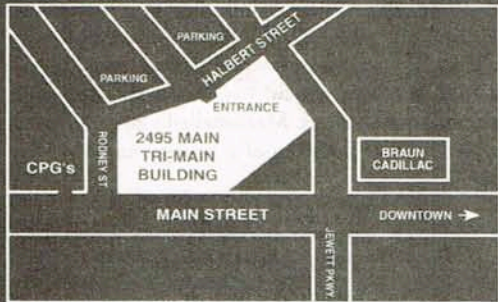 PARKING
PARKING
HALBERT STREET
ENTRANCE
2495 MAIN
TRI-MAIN
BUILDING
RODNEY ST.
CPG's
BRAUN
CADILLAC
MAIN STREET
DOWNTOWN →
JEWETT PKWY.